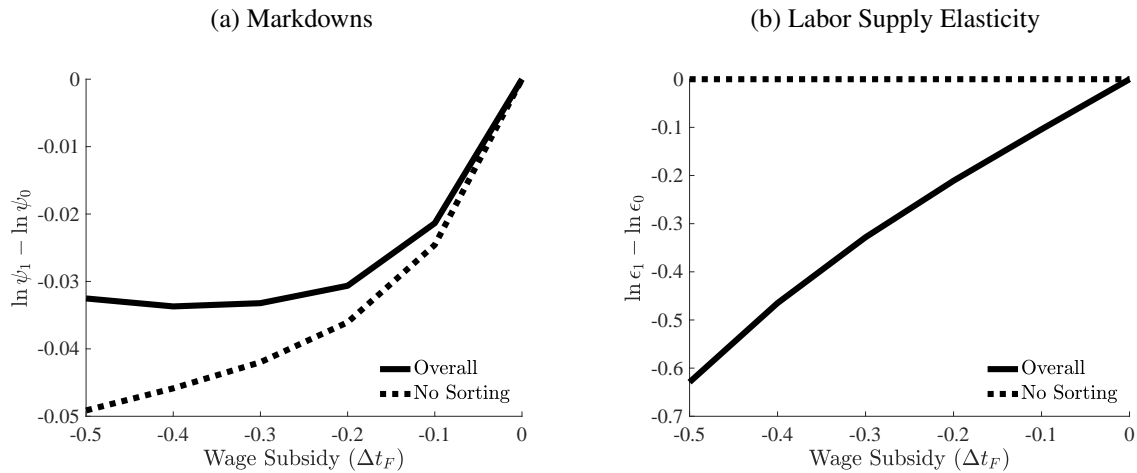 (a) Markdowns
0
-0.01
-0.02
-0.03
-0.04
-0.05
ln ψ₁ − ln ψ₀
-0.5 -0.4 -0.3 -0.2 -0.1 0
Wage Subsidy (Δt_F)
Overall
No Sorting
(b) Labor Supply Elasticity
0
-0.1
-0.2
-0.3
-0.4
-0.5
-0.6
-0.7
ln ϵ₁ − ln ϵ₀
-0.5 -0.4 -0.3 -0.2 -0.1 0
Wage Subsidy (Δt_F)
Overall
No Sorting